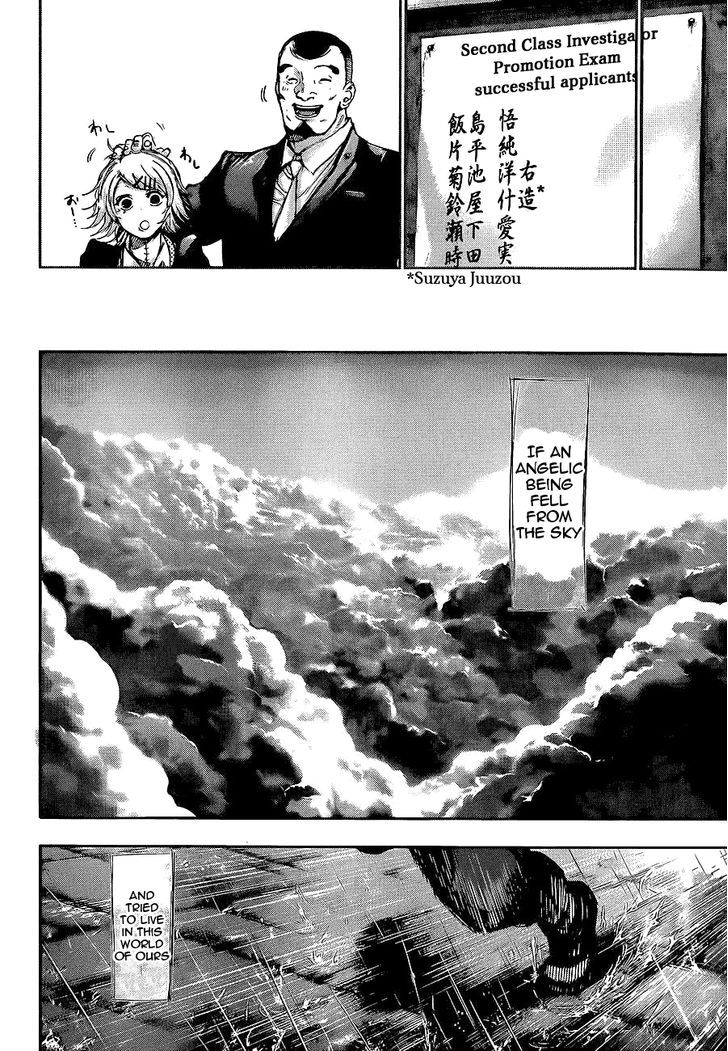 Second Class Investigator
Promotion Exam
successful applicants
飯島 悟
片平 純
菊池 洋右
鈴屋 什造*
瀬下 愛
時田 実
*Suzuya Juuzou
わし
わし
おー…
IF AN
ANGELIC
BEING
FELL
FROM
THE SKY
AND
TRIED
TO LIVE
IN THIS
WORLD
OF OURS